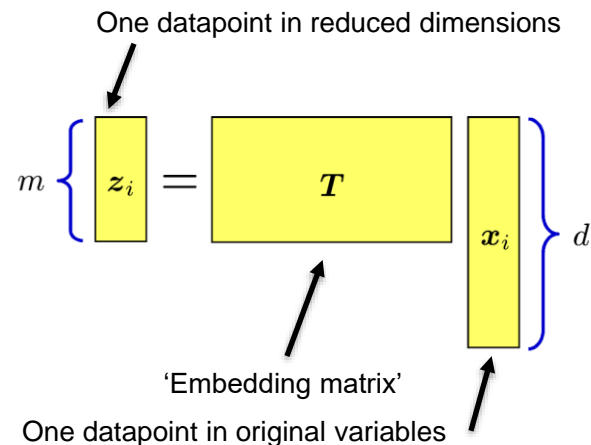 One datapoint in reduced dimensions
m
z_i
=
T
x_i
d
‘Embedding matrix’
One datapoint in original variables